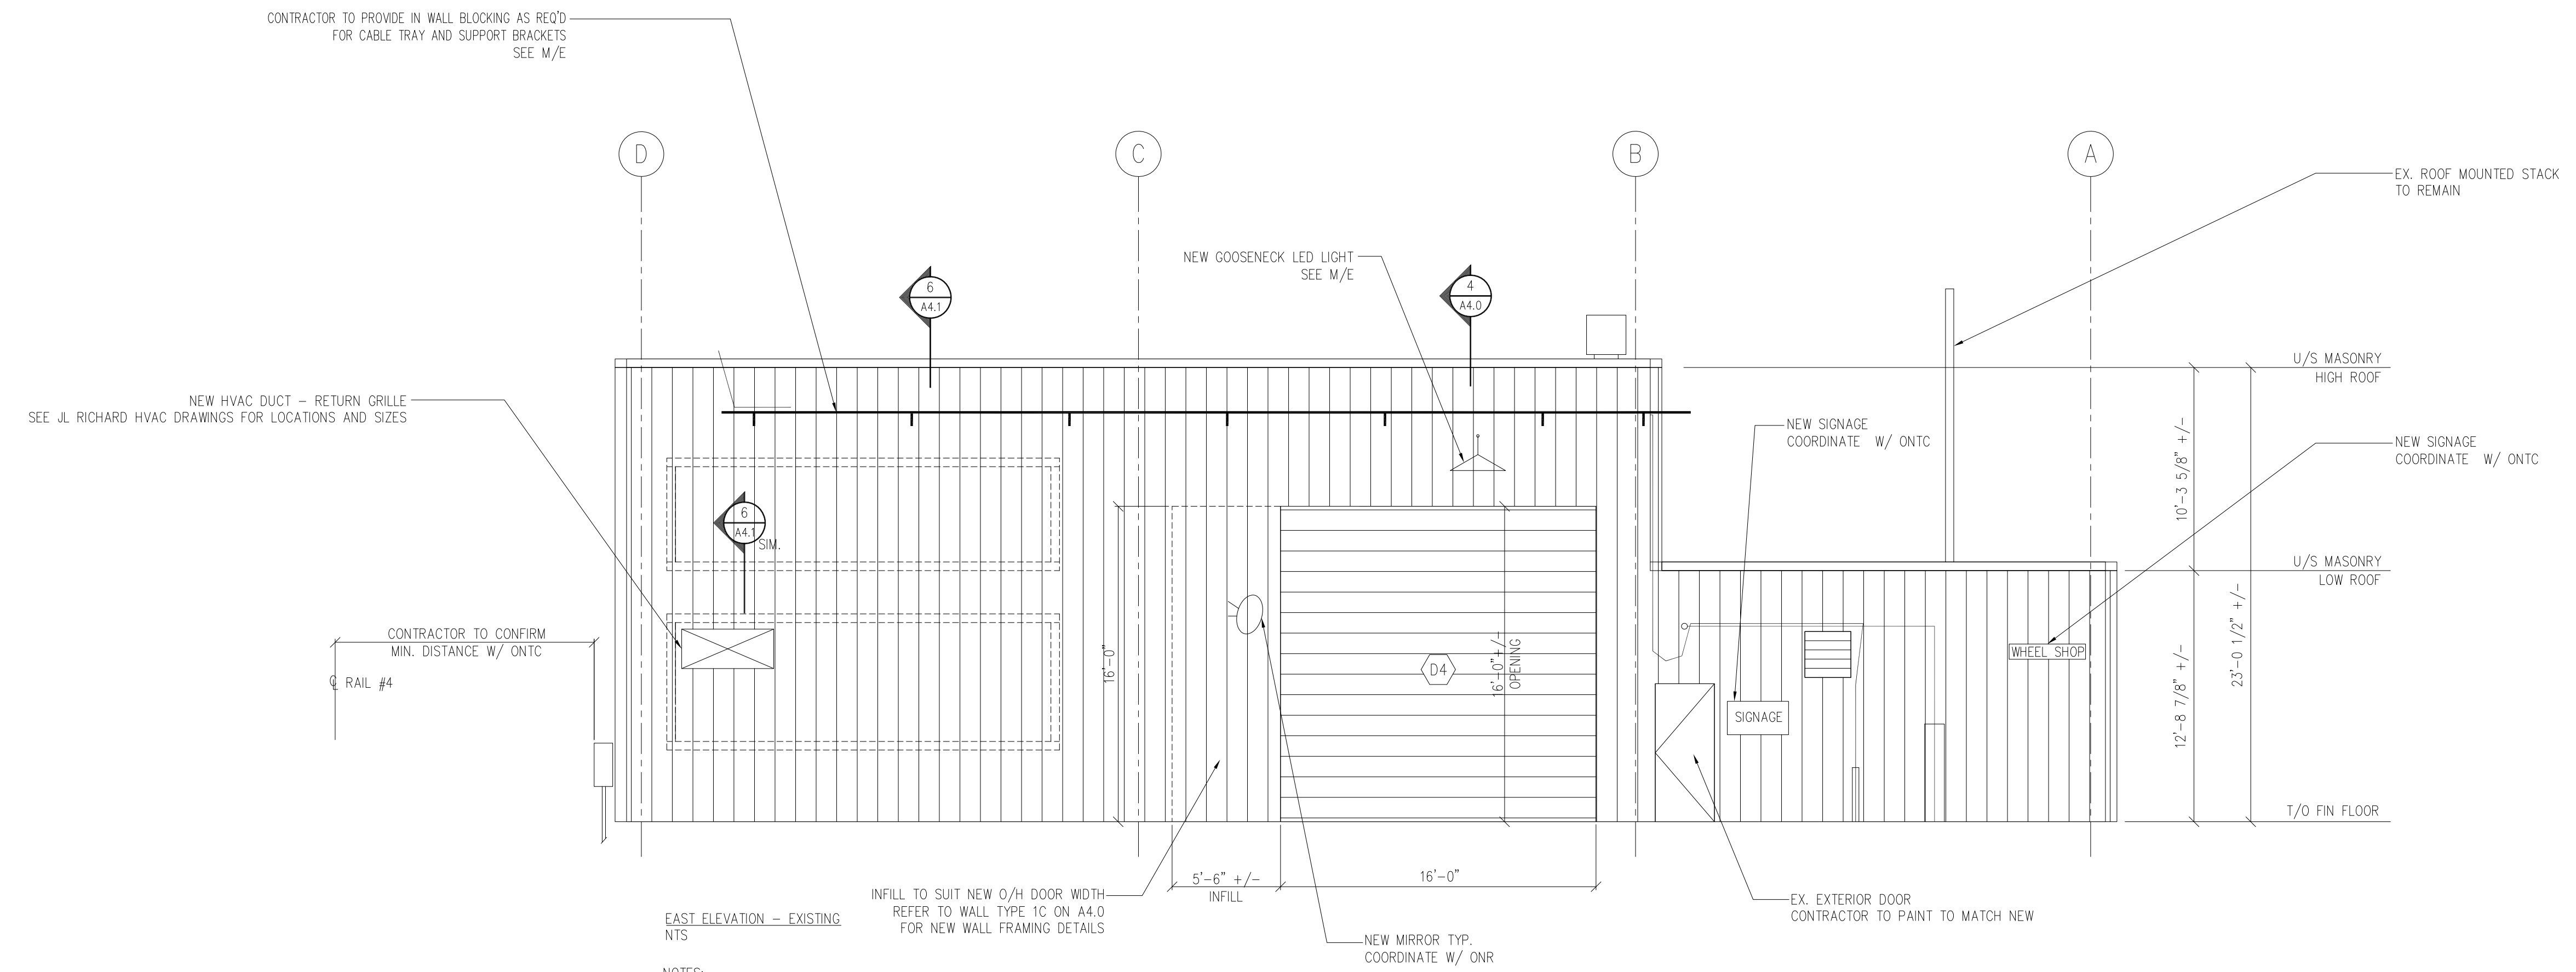 CONTRACTOR TO PROVIDE IN WALL BLOCKING AS REQ'D
FOR CABLE TRAY AND SUPPORT BRACKETS
SEE M/E
D
C
B
A
EX. ROOF MOUNTED STACK
TO REMAIN
NEW GOOSENECK LED LIGHT
SEE M/E
6
A4.1
4
A4.0
U/S MASONRY
HIGH ROOF
NEW HVAC DUCT – RETURN GRILLE
SEE JL RICHARD HVAC DRAWINGS FOR LOCATIONS AND SIZES
NEW SIGNAGE
COORDINATE W/ ONTC
NEW SIGNAGE
COORDINATE W/ ONTC
10'-3 5/8" +/-
6
A4.1
SIM.
U/S MASONRY
LOW ROOF
CONTRACTOR TO CONFIRM
MIN. DISTANCE W/ ONTC
℄ RAIL #4
16'-0"
D4
16'-0"+/-
OPENING
WHEEL SHOP
SIGNAGE
12'-8 7/8" +/-
23'-0 1/2" +/-
T/O FIN FLOOR
5'-6" +/-
INFILL
16'-0"
INFILL TO SUIT NEW O/H DOOR WIDTH
REFER TO WALL TYPE 1C ON A4.0
FOR NEW WALL FRAMING DETAILS
EX. EXTERIOR DOOR
CONTRACTOR TO PAINT TO MATCH NEW
EAST ELEVATION – EXISTING
NTS
NEW MIRROR TYP.
COORDINATE W/ ONR
NOTES: